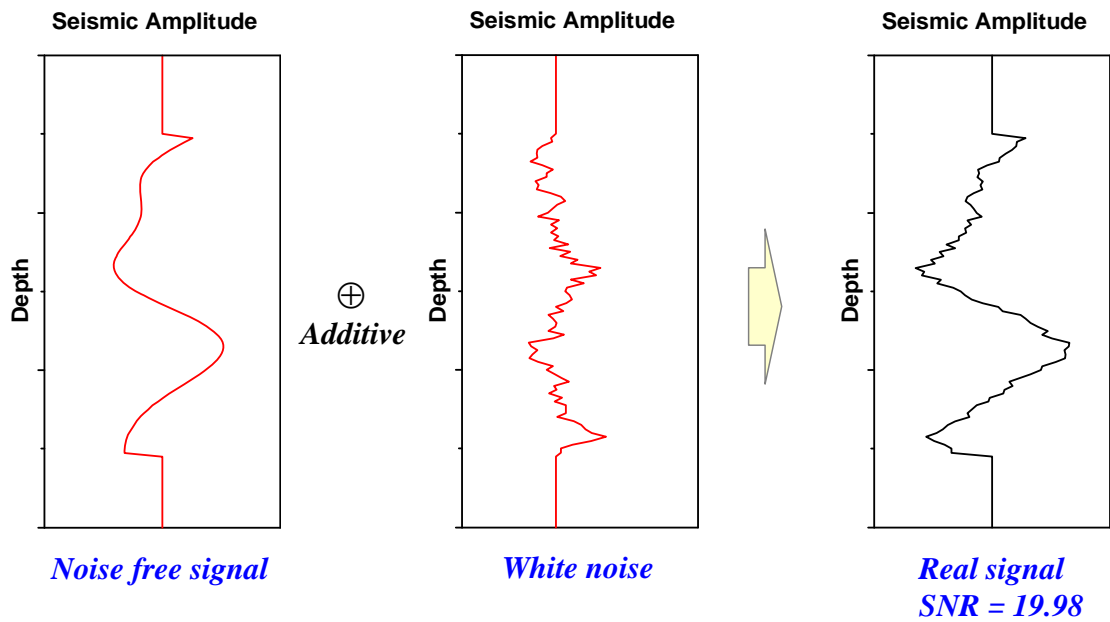 Seismic Amplitude
Depth
Noise free signal
⊕
Additive
Seismic Amplitude
Depth
White noise
Seismic Amplitude
Depth
Real signal
SNR = 19.98